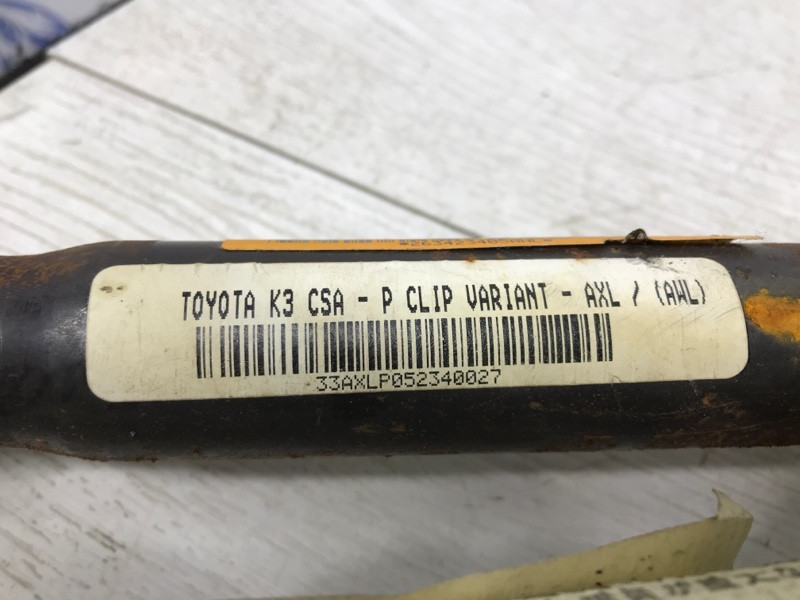 TOYOTA K3 CSA - P CLIP VARIANT - AXL / (AWL)
33AXLP052340027